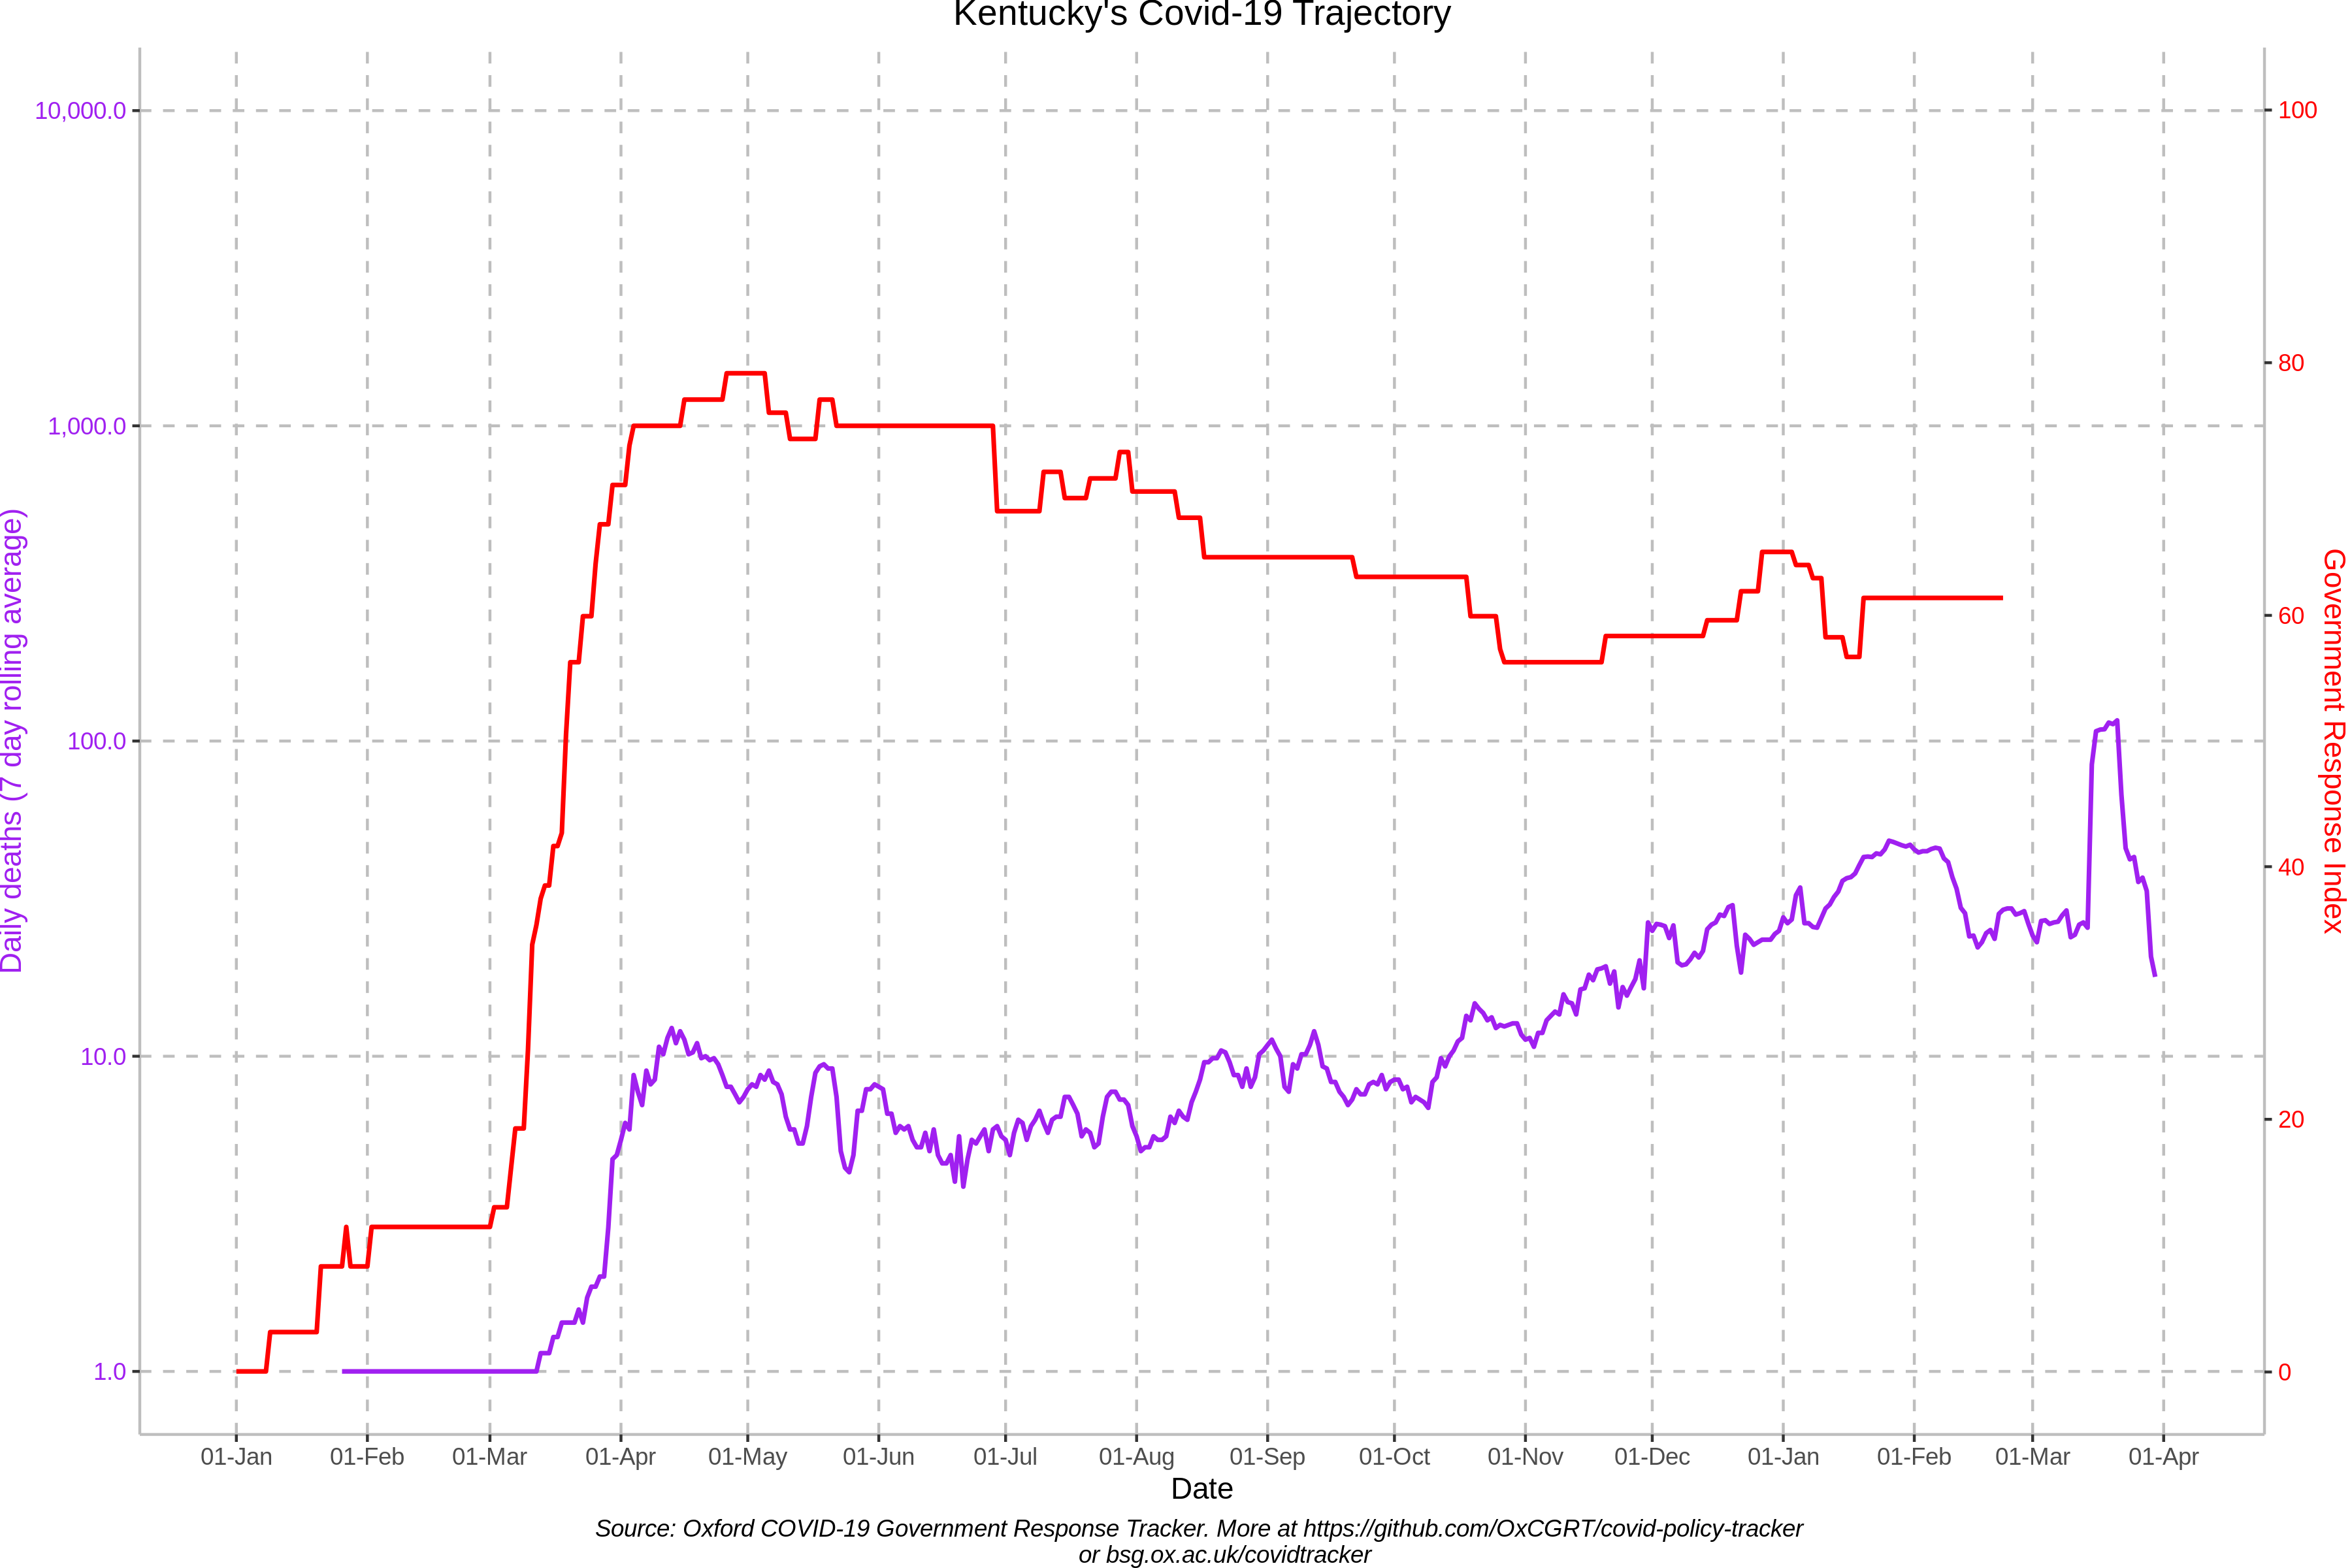 Kentucky's Covid-19 Trajectory
10,000.0
1,000.0
100.0
10.0
1.0
Daily deaths (7 day rolling average)
100
80
60
40
20
0
Government Response Index
01-Jan 01-Feb 01-Mar 01-Apr 01-May 01-Jun 01-Jul 01-Aug 01-Sep 01-Oct 01-Nov 01-Dec 01-Jan 01-Feb 01-Mar 01-Apr
Date
Source: Oxford COVID-19 Government Response Tracker. More at https://github.com/OxCGRT/covid-policy-tracker
or bsg.ox.ac.uk/covidtracker